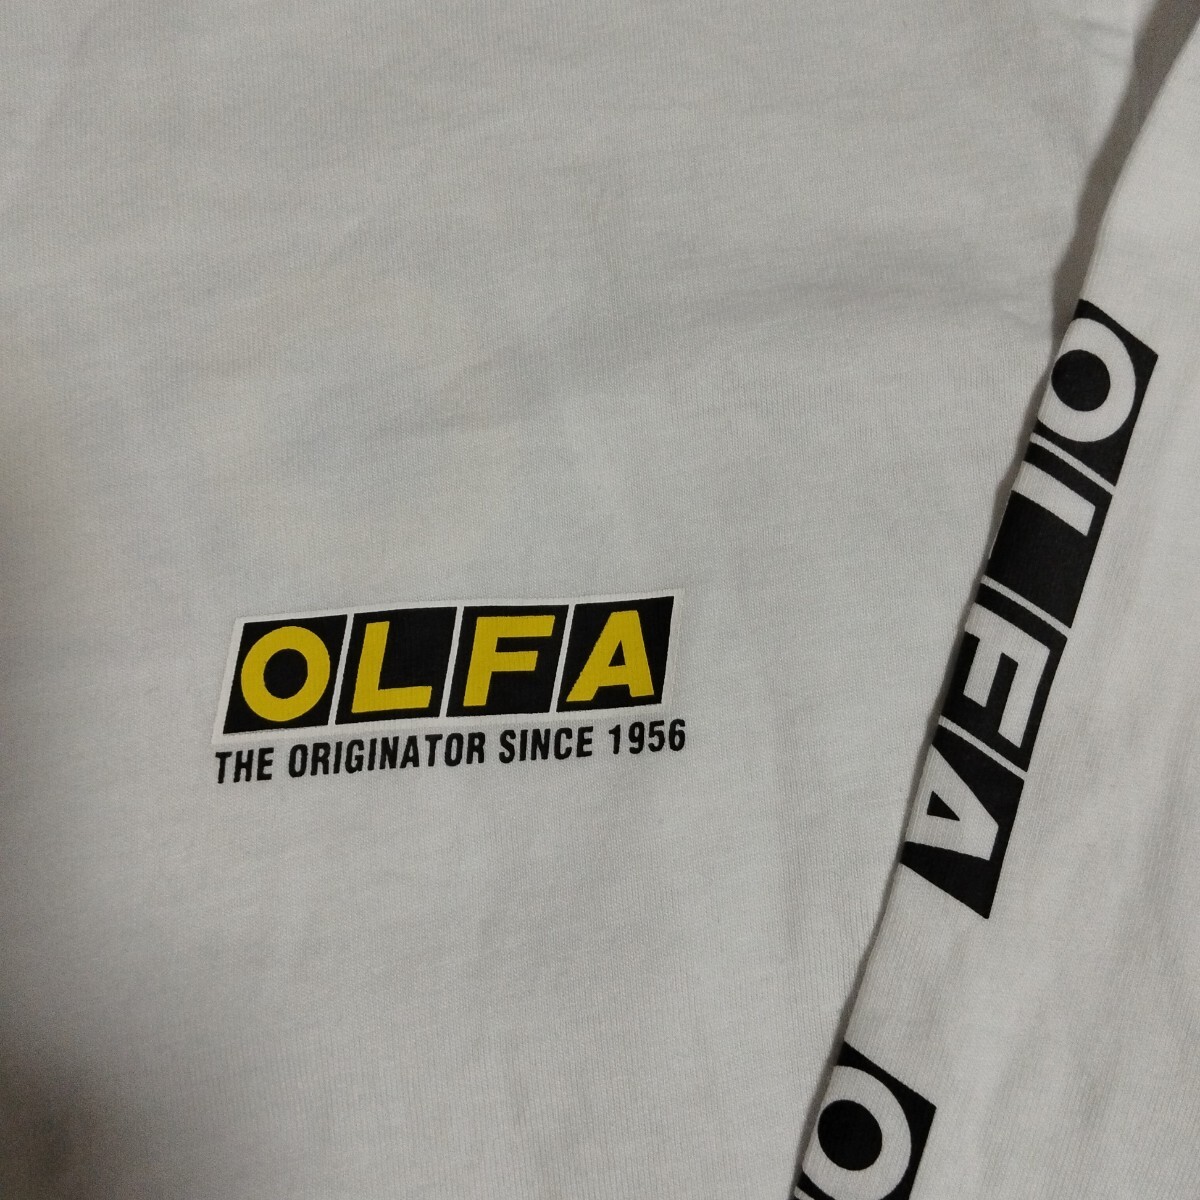 OLFA
THE ORIGINATOR SINCE 1956
OLFA
O